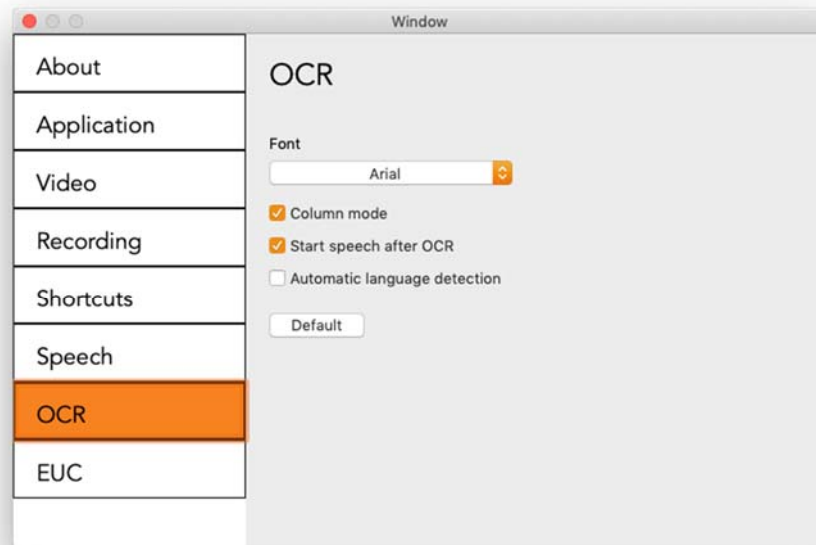 Window
About
Application
Video
Recording
Shortcuts
Speech
OCR
EUC
OCR
Font
Arial
Column mode
Start speech after OCR
Automatic language detection
Default